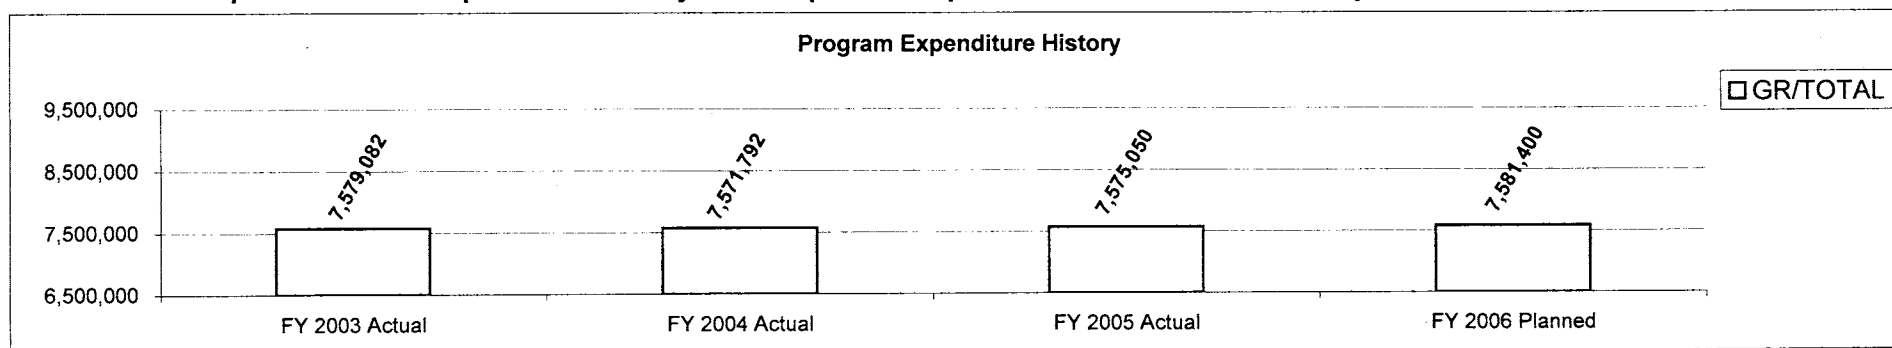 Program Expenditure History
GR/TOTAL
9,500,000
8,500,000
7,500,000
6,500,000
7,579,082
7,571,792
7,575,050
7,581,400
FY 2003 Actual
FY 2004 Actual
FY 2005 Actual
FY 2006 Planned